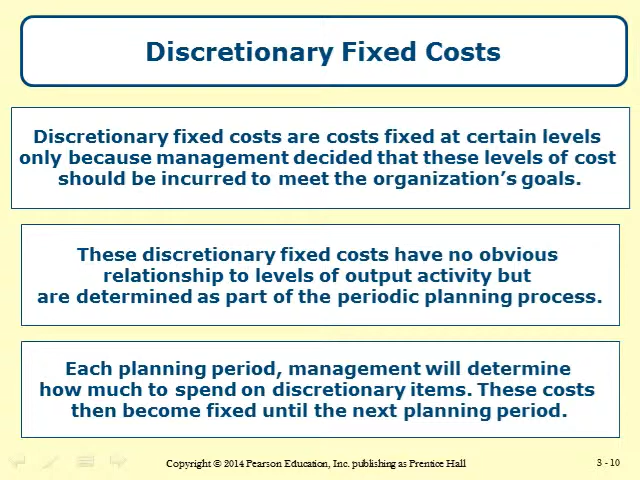 Discretionary Fixed Costs
Discretionary fixed costs are costs fixed at certain levels
only because management decided that these levels of cost
should be incurred to meet the organization’s goals.
These discretionary fixed costs have no obvious
relationship to levels of output activity but
are determined as part of the periodic planning process.
Each planning period, management will determine
how much to spend on discretionary items. These costs
then become fixed until the next planning period.
Copyright © 2014 Pearson Education, Inc. publishing as Prentice Hall
3 - 10